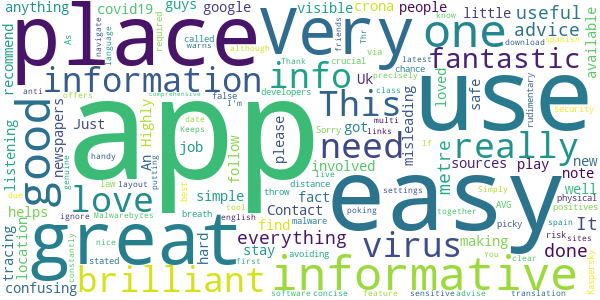 anything
covid19
guys
google
visible
crona
people
little
useful
advice
available
recommend
place
very
one
fantastic
information
info
UK
This
need
really
app
use
good
great
love
easy
virus
brilliant
informative
As
navigate
language
required
called
warns
although
via
friends
Thr
latest
chance
crucial
know
download
spanish
anti
offers
Thank
developers
false
I'm
precisely
class
safe
loved
rudimentary
security
listening
newspapers
Just
handy
An
Highly
job
please
follow
got
Sorry
multi
links
misleading
If
date
Keeps
genuine
putting
comprehensive
law
layout
simple
involved
metre
sources
play
new
note
well
physical
positives
due
helps
ignore
Malwarebytes
best
distance
live
throw
fact
Contact
settings
AVG
Simply
picky
It
tracing
location
breath
tool
english
find
poking
together
risk
spain
sites
done
making
everything
malware
avoiding
stay
hard
stated
constantly
nice
first
confusing
You
clear
software
concise
feature
sensitive
advise
translation
Kaspersky